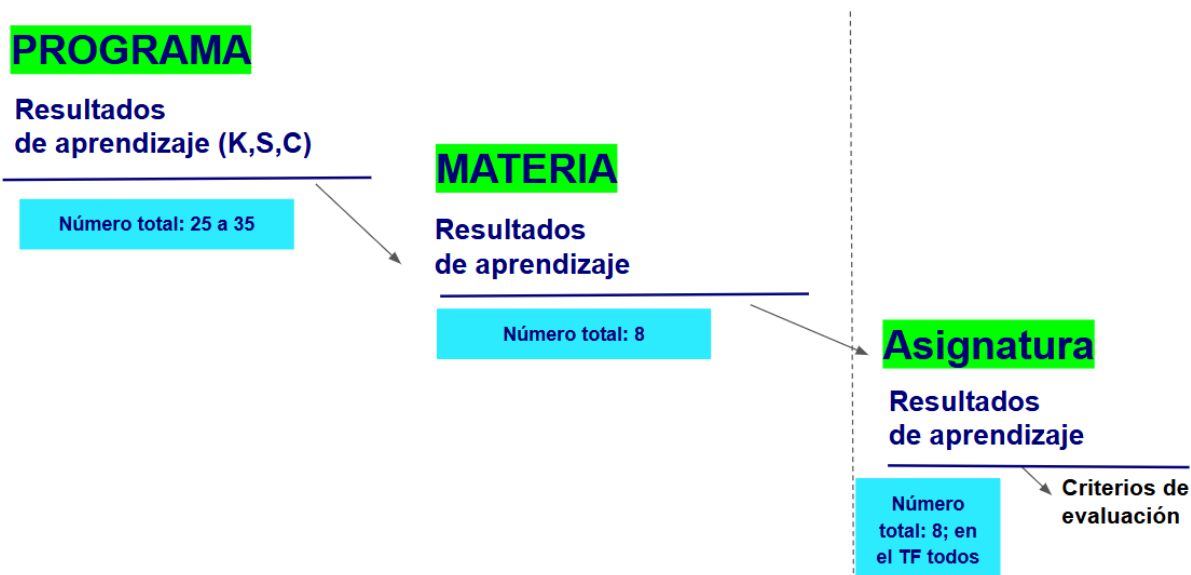 PROGRAMA
Resultados
de aprendizaje (K,S,C)
Número total: 25 a 35
MATERIA
Resultados
de aprendizaje
Número total: 8
Asignatura
Resultados
de aprendizaje
Número
total: 8; en
el TF todos
Criterios de
evaluación